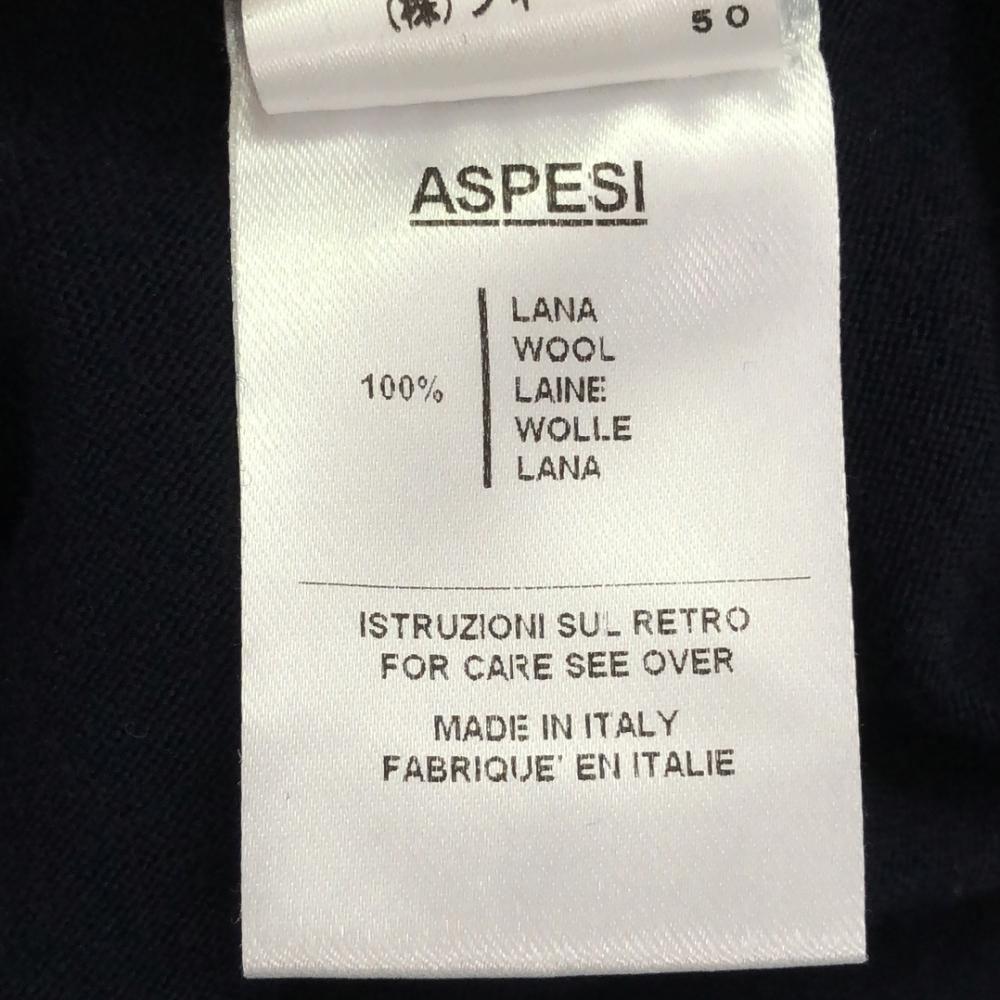 (株)
50
ASPESI
100%
LANA
WOOL
LAINE
WOLLE
LANA
ISTRUZIONI SUL RETRO
FOR CARE SEE OVER
MADE IN ITALY
FABRIQUE' EN ITALIE